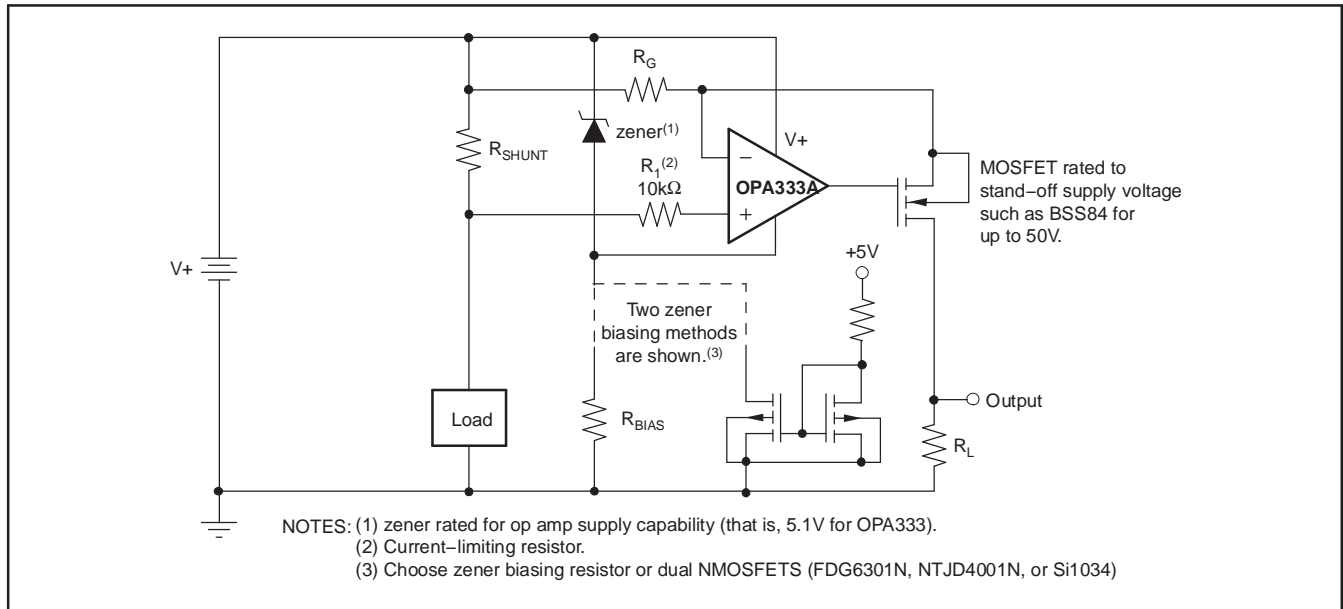 R_G
zener(1)
V+
R_SHUNT
R_1(2)
10kΩ
−
OPA333A
+
MOSFET rated to
stand−off supply voltage
such as BSS84 for
up to 50V.
+5V
V+
Two zener
biasing methods
are shown.(3)
Load
R_BIAS
Output
R_L
NOTES: (1) zener rated for op amp supply capability (that is, 5.1V for OPA333).
(2) Current−limiting resistor.
(3) Choose zener biasing resistor or dual NMOSFETS (FDG6301N, NTJD4001N, or Si1034)